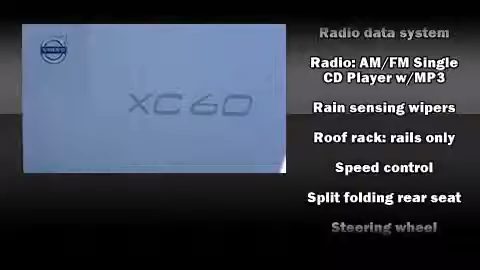 VOLVO
XC60
Radio data system
Radio: AM/FM Single
CD Player w/MP3
Rain sensing wipers
Roof rack: rails only
Speed control
Split folding rear seat
Steering wheel